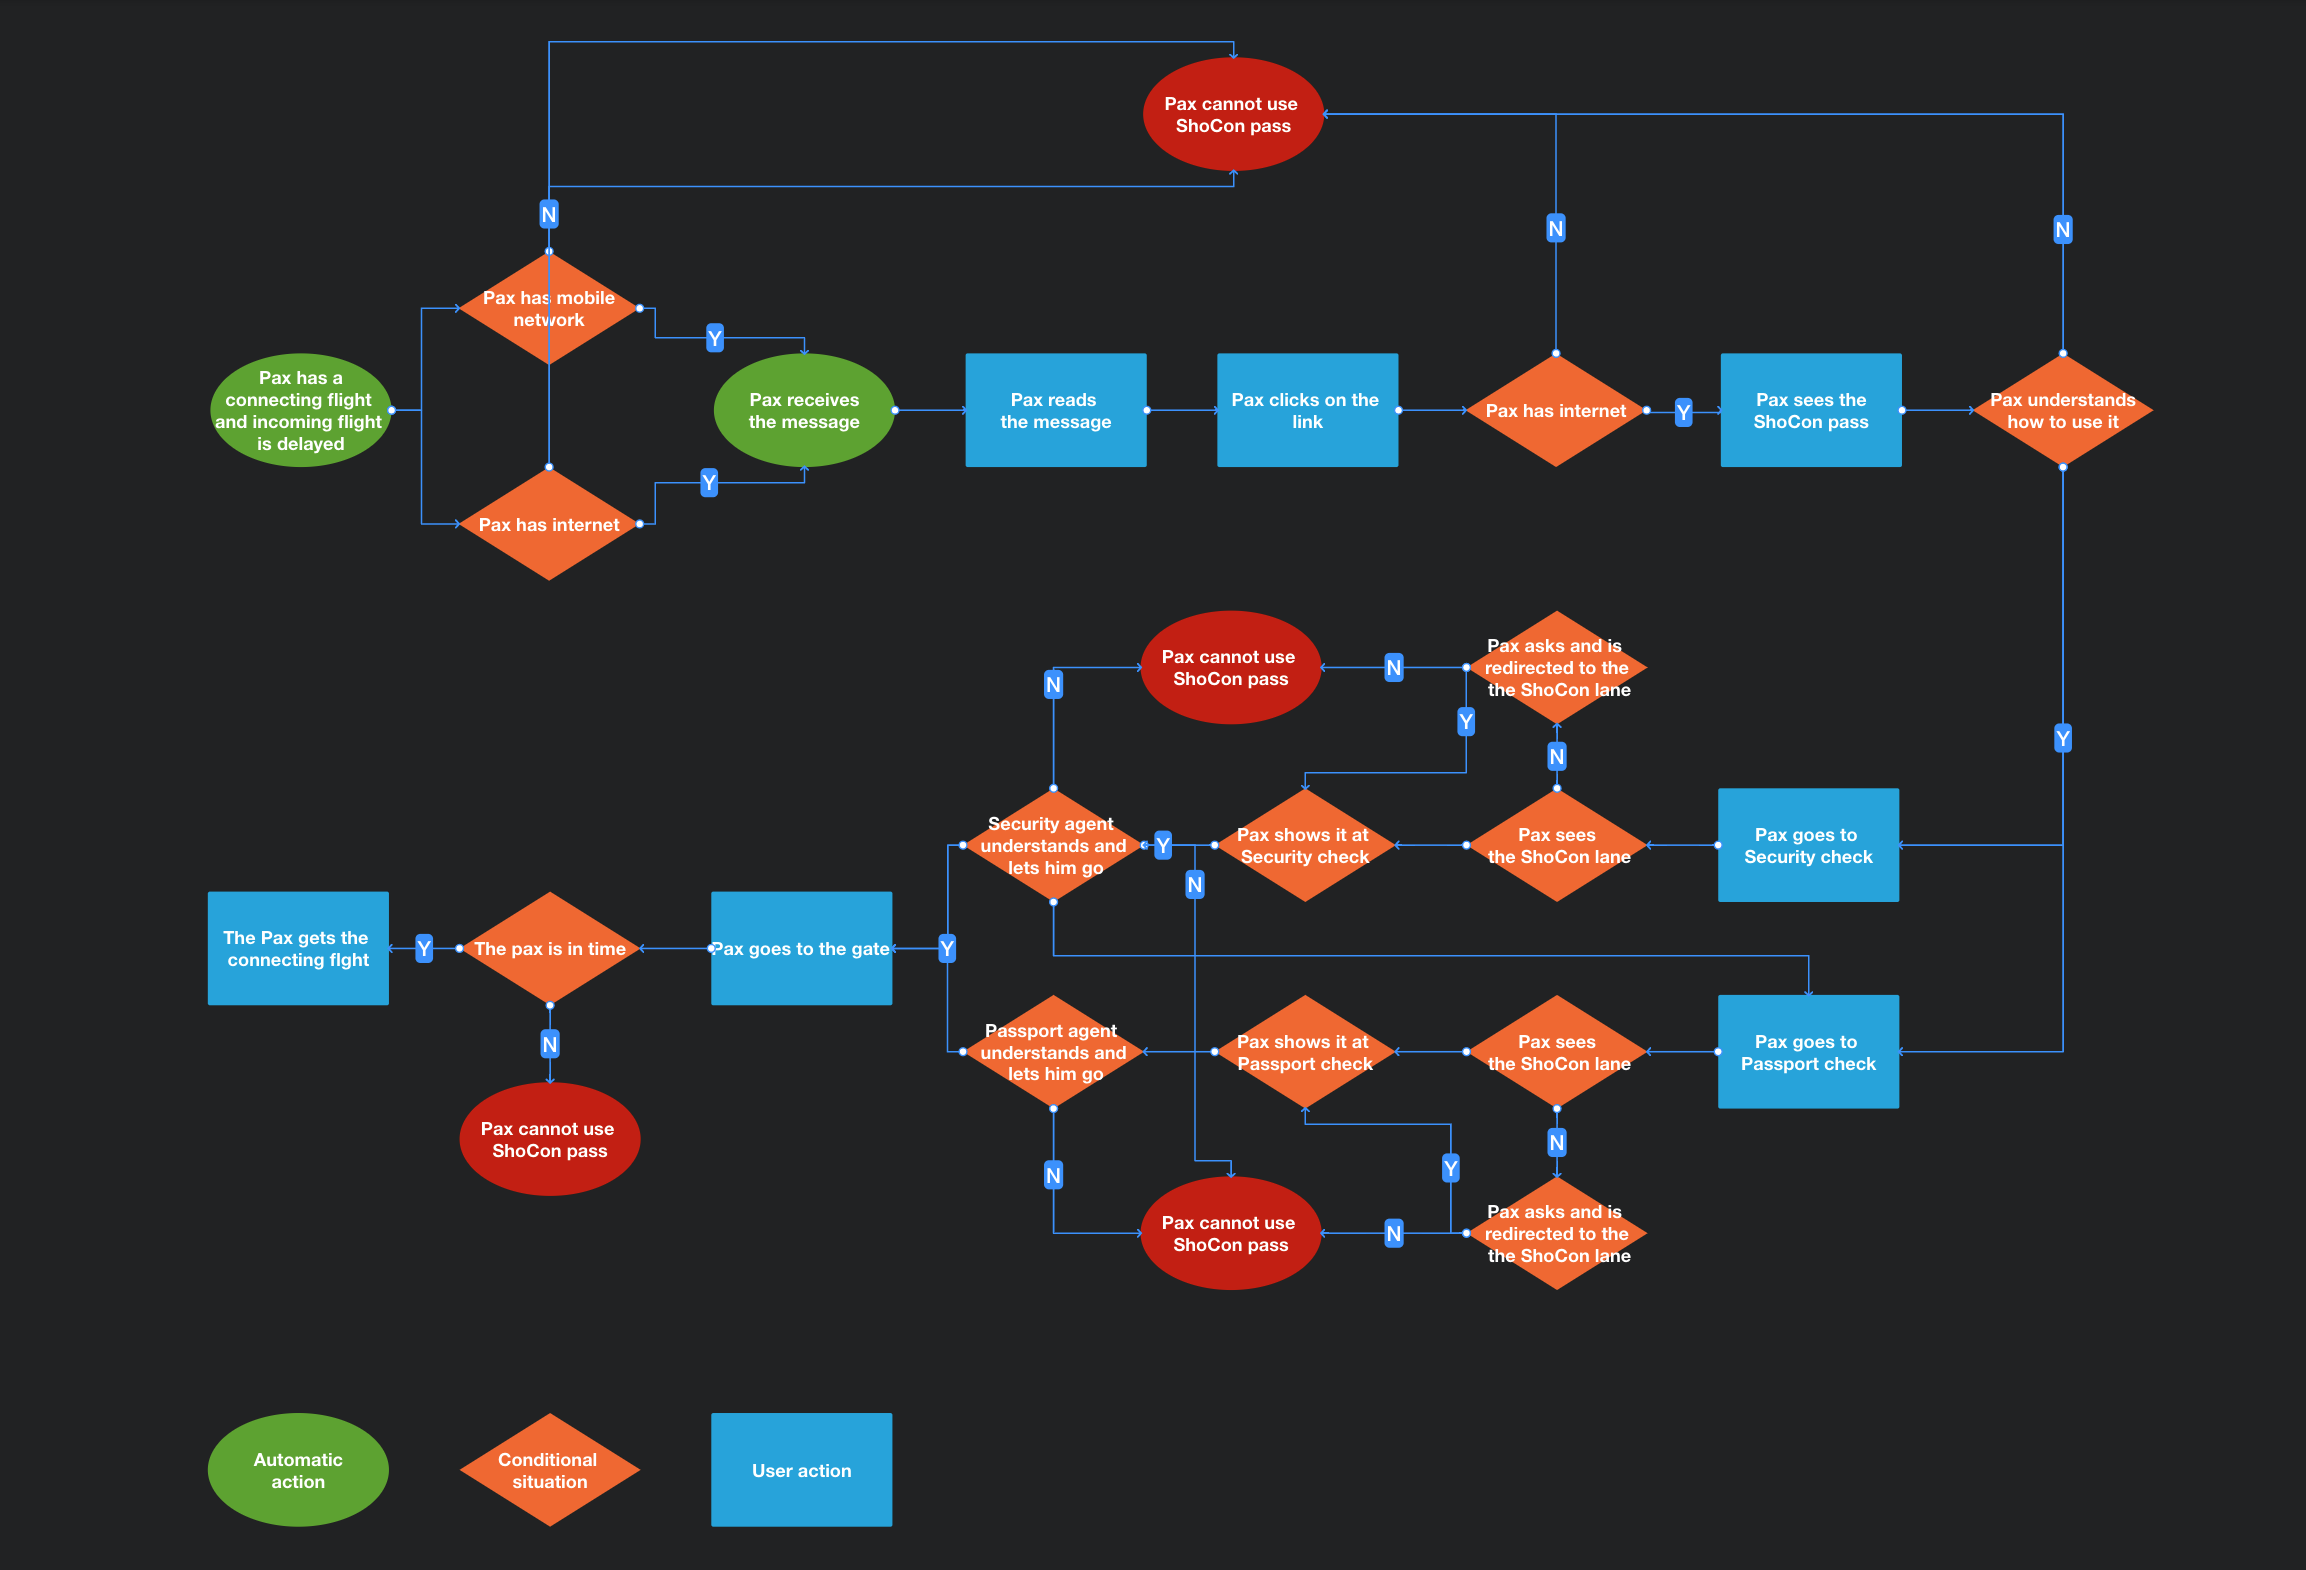 Pax cannot use
ShoCon pass
N
N
N
Pax has mobile
network
Y
Pax has a
connecting flight
and incoming flight
is delayed
Pax receives
the message
Pax reads
the message
Pax clicks on the
link
Pax has internet
Y
Pax sees the
ShoCon pass
Pax understands
how to use it
Y
Pax has internet
Pax cannot use
ShoCon pass
N
Pax asks and is
redirected to the
the ShoCon lane
N
Y
N
Y
Security agent
understands and
lets him go
Y
Pax shows it at
Security check
Pax sees
the ShoCon lane
Pax goes to
Security check
N
The Pax gets the
connecting flght
Y
The pax is in time
Pax goes to the gate
Y
N
Passport agent
understands and
lets him go
Pax shows it at
Passport check
Pax sees
the ShoCon lane
Pax goes to
Passport check
Pax cannot use
ShoCon pass
N
Y
N
Pax cannot use
ShoCon pass
N
Pax asks and is
redirected to the
the ShoCon lane
Automatic
action
Conditional
situation
User action